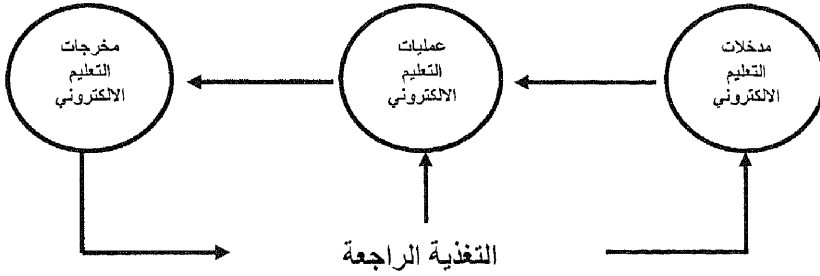 مدخلات
التعليم
الالكتروني
عمليات
التعليم
الالكتروني
مخرجات
التعليم
الالكتروني
التغذية الراجعة